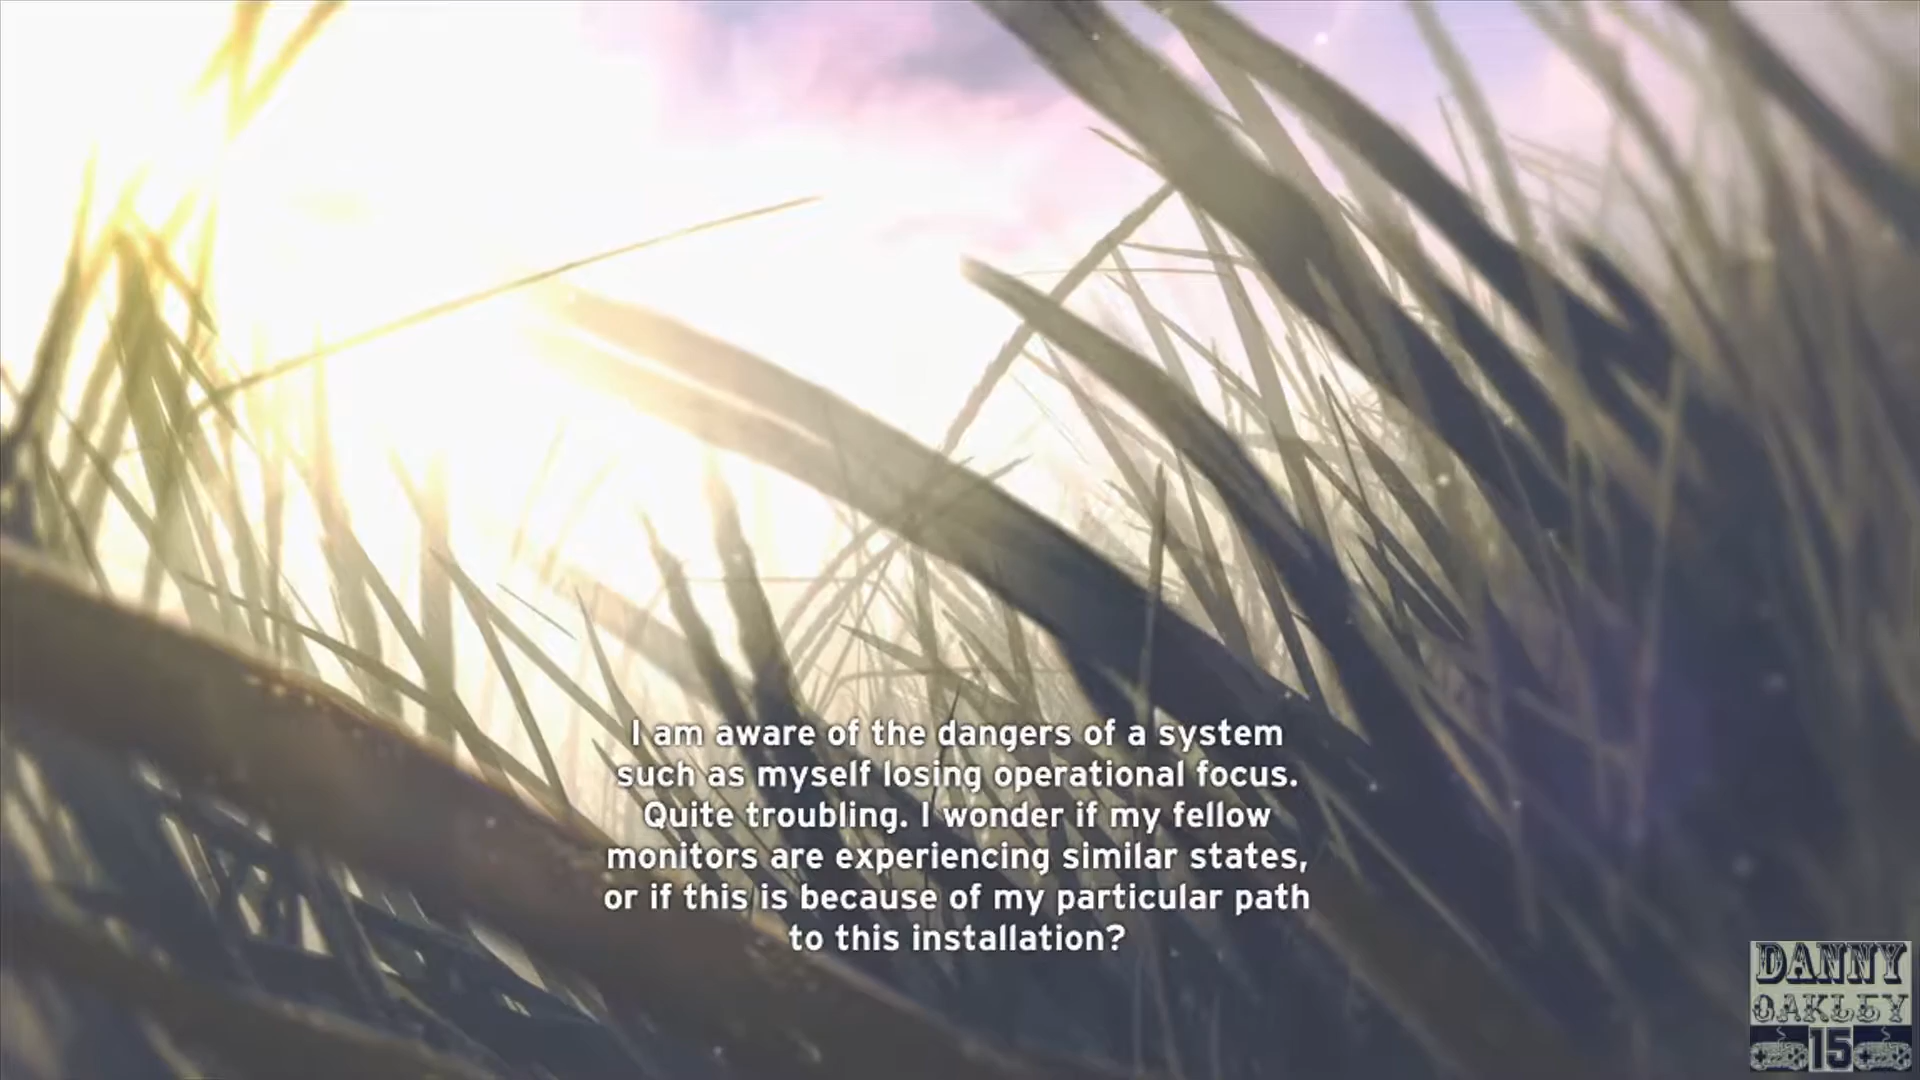 I am aware of the dangers of a system
such as myself losing operational focus.
Quite troubling. I wonder if my fellow
monitors are experiencing similar states,
or if this is because of my particular path
to this installation?
DANNY
OAKLEY
15